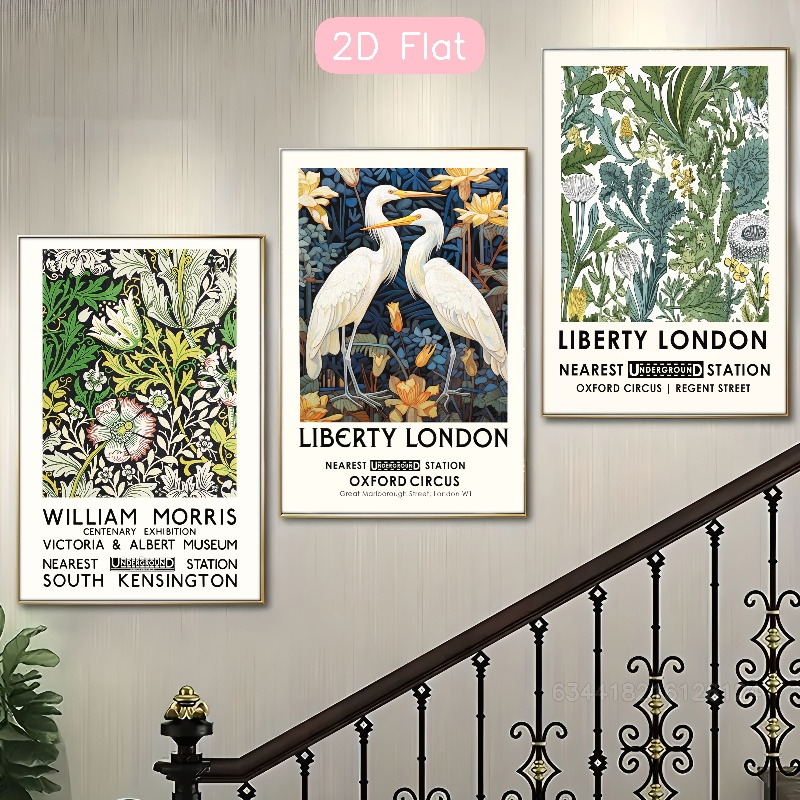 2D Flat
WILLIAM MORRIS
CENTENARY EXHIBITION
VICTORIA & ALBERT MUSEUM
NEAREST UNDERGROUND STATION
SOUTH KENSINGTON
LIBERTY LONDON
NEAREST UNDERGROUND STATION
OXFORD CIRCUS
Great Marlborough Street, London W1
LIBERTY LONDON
NEAREST UNDERGROUND STATION
OXFORD CIRCUS | REGENT STREET